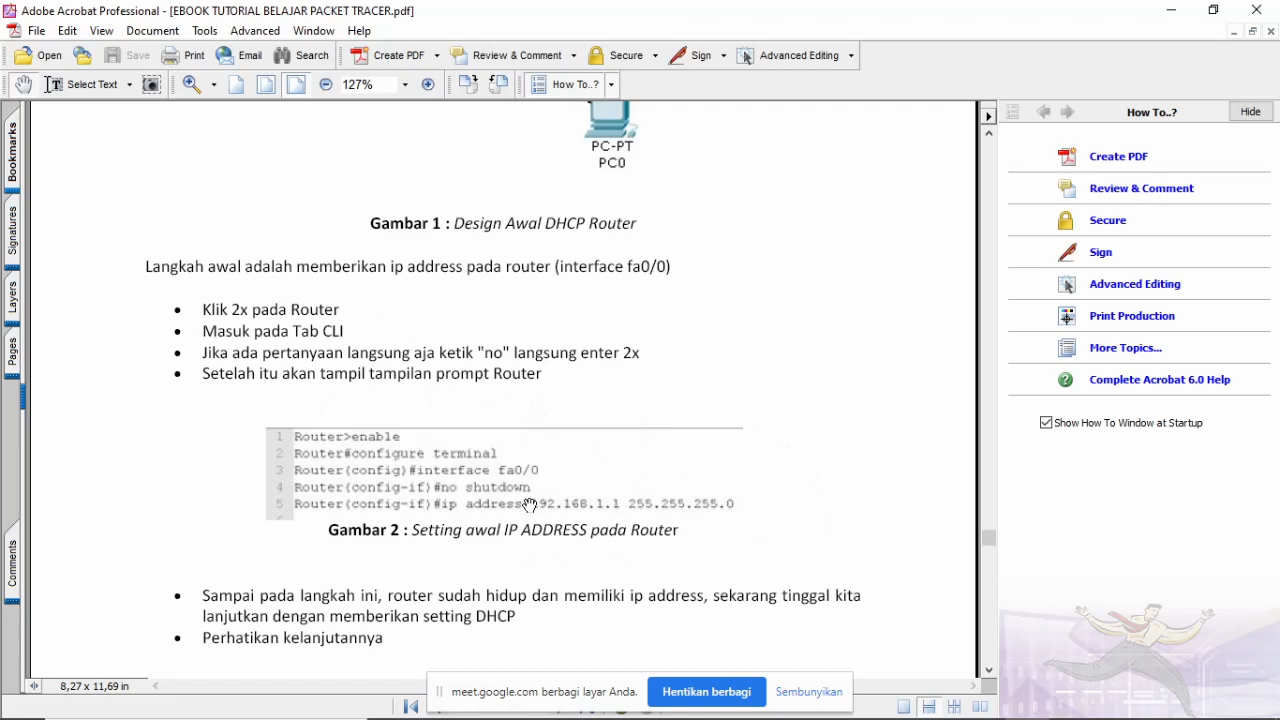 Adobe Acrobat Professional - [EBOOK TUTORIAL BELAJAR PACKET TRACER.pdf]
File Edit View Document Tools Advanced Window Help
Open Save Print Email Search Create PDF Review & Comment Secure Sign Advanced Editing
Select Text 127% How To..?
How To..? Hide
Bookmarks
Signatures
Layers
Pages
Comments
PC-PT
PC0
Gambar 1 : Design Awal DHCP Router
Langkah awal adalah memberikan ip address pada router (interface fa0/0)
• Klik 2x pada Router
• Masuk pada Tab CLI
• Jika ada pertanyaan langsung aja ketik "no" langsung enter 2x
• Setelah itu akan tampil tampilan prompt Router
1 Router>enable
2 Router#configure terminal
3 Router(config)#interface fa0/0
4 Router(config-if)#no shutdown
5 Router(config-if)#ip address 192.168.1.1 255.255.255.0
Gambar 2 : Setting awal IP ADDRESS pada Router
• Sampai pada langkah ini, router sudah hidup dan memiliki ip address, sekarang tinggal kita
lanjutkan dengan memberikan setting DHCP
• Perhatikan kelanjutannya
Create PDF
Review & Comment
Secure
Sign
Advanced Editing
Print Production
More Topics...
Complete Acrobat 6.0 Help
Show How To Window at Startup
8,27 x 11,69 in
meet.google.com berbagi layar Anda. Hentikan berbagi Sembunyikan